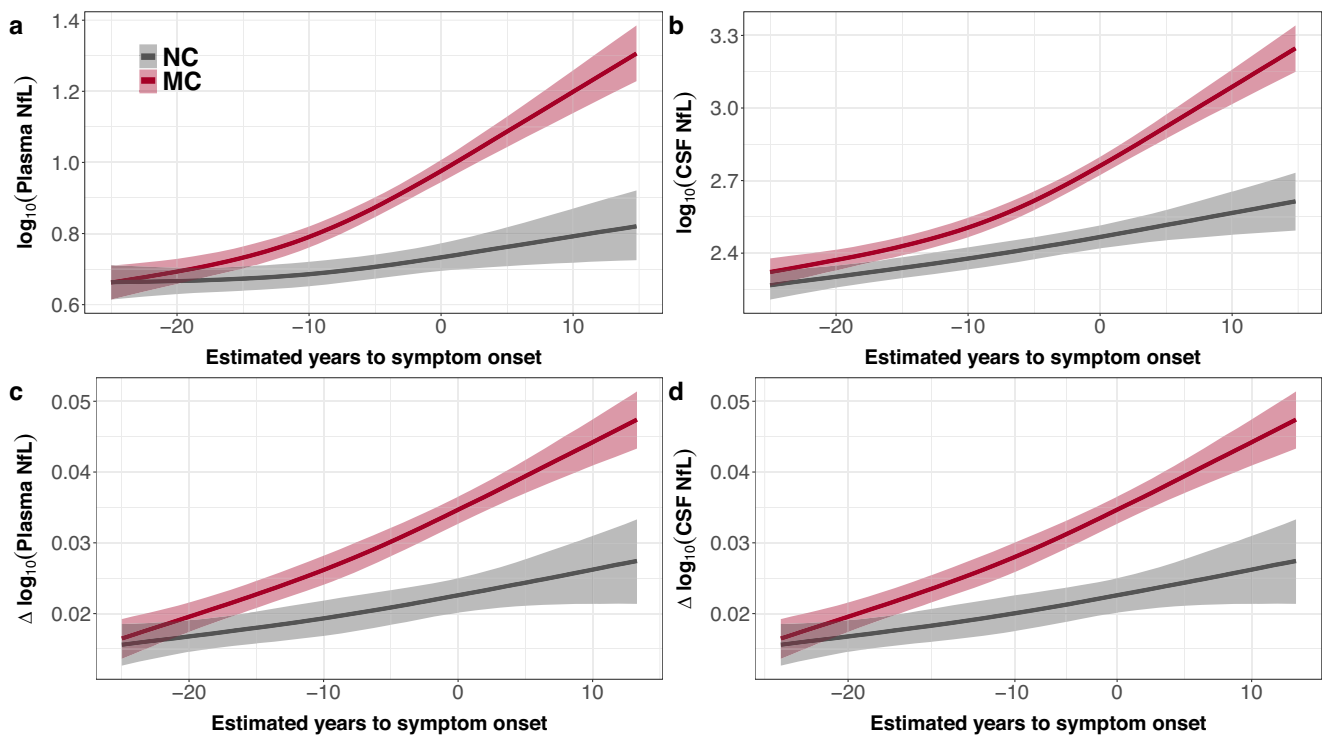 a
log₁₀(Plasma NfL)
1.4
1.2
1.0
0.8
0.6
NC
MC
−20
−10
0
10
Estimated years to symptom onset
b
log₁₀(CSF NfL)
3.3
3.0
2.7
2.4
−20
−10
0
10
Estimated years to symptom onset
c
Δ log₁₀(Plasma NfL)
0.05
0.04
0.03
0.02
−20
−10
0
10
Estimated years to symptom onset
d
Δ log₁₀(CSF NfL)
0.05
0.04
0.03
0.02
−20
−10
0
10
Estimated years to symptom onset